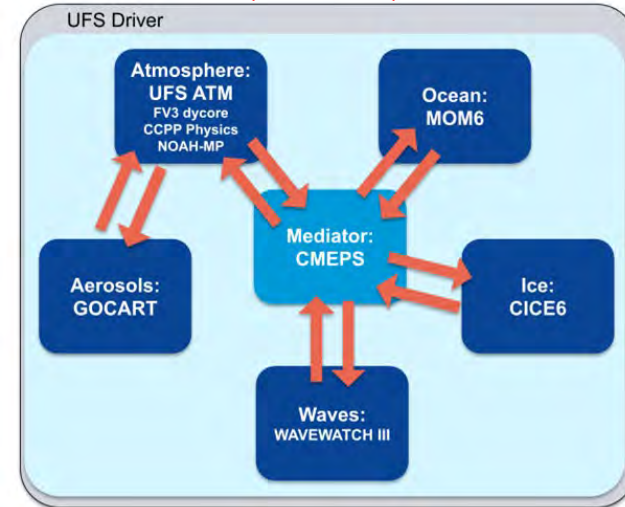 UFS Driver
Atmosphere:
UFS ATM
FV3 dycore
CCPP Physics
NOAH-MP
Ocean:
MOM6
Mediator:
CMEPS
Aerosols:
GOCART
Ice:
CICE6
Waves:
WAVEWATCH III